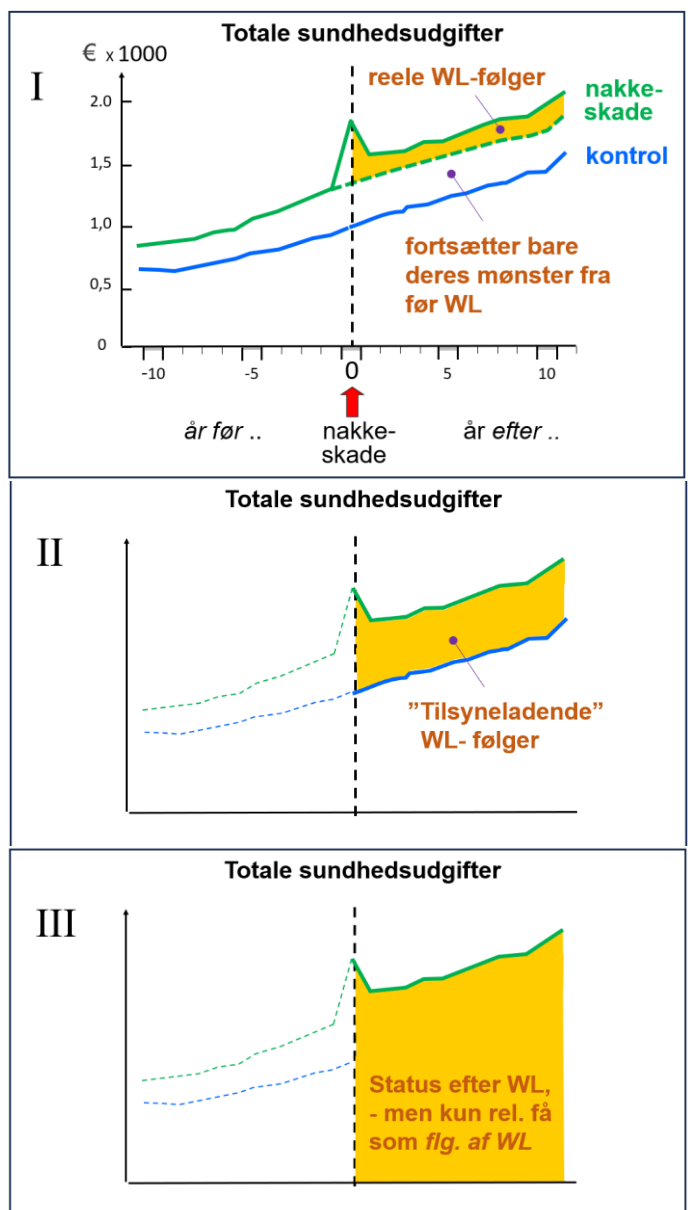 Totale sundhedsudgifter
€ x 1000
I
2.0
1,5
1,0
0,5
0
reele WL-følger
nakke-
skade
kontrol
fortsætter bare
deres mønster fra
før WL
-10
-5
0
5
10
år før ..
nakke-
skade
år efter ..
Totale sundhedsudgifter
II
”Tilsyneladende”
WL- følger
Totale sundhedsudgifter
III
Status efter WL,
- men kun rel. få
som flg. af WL